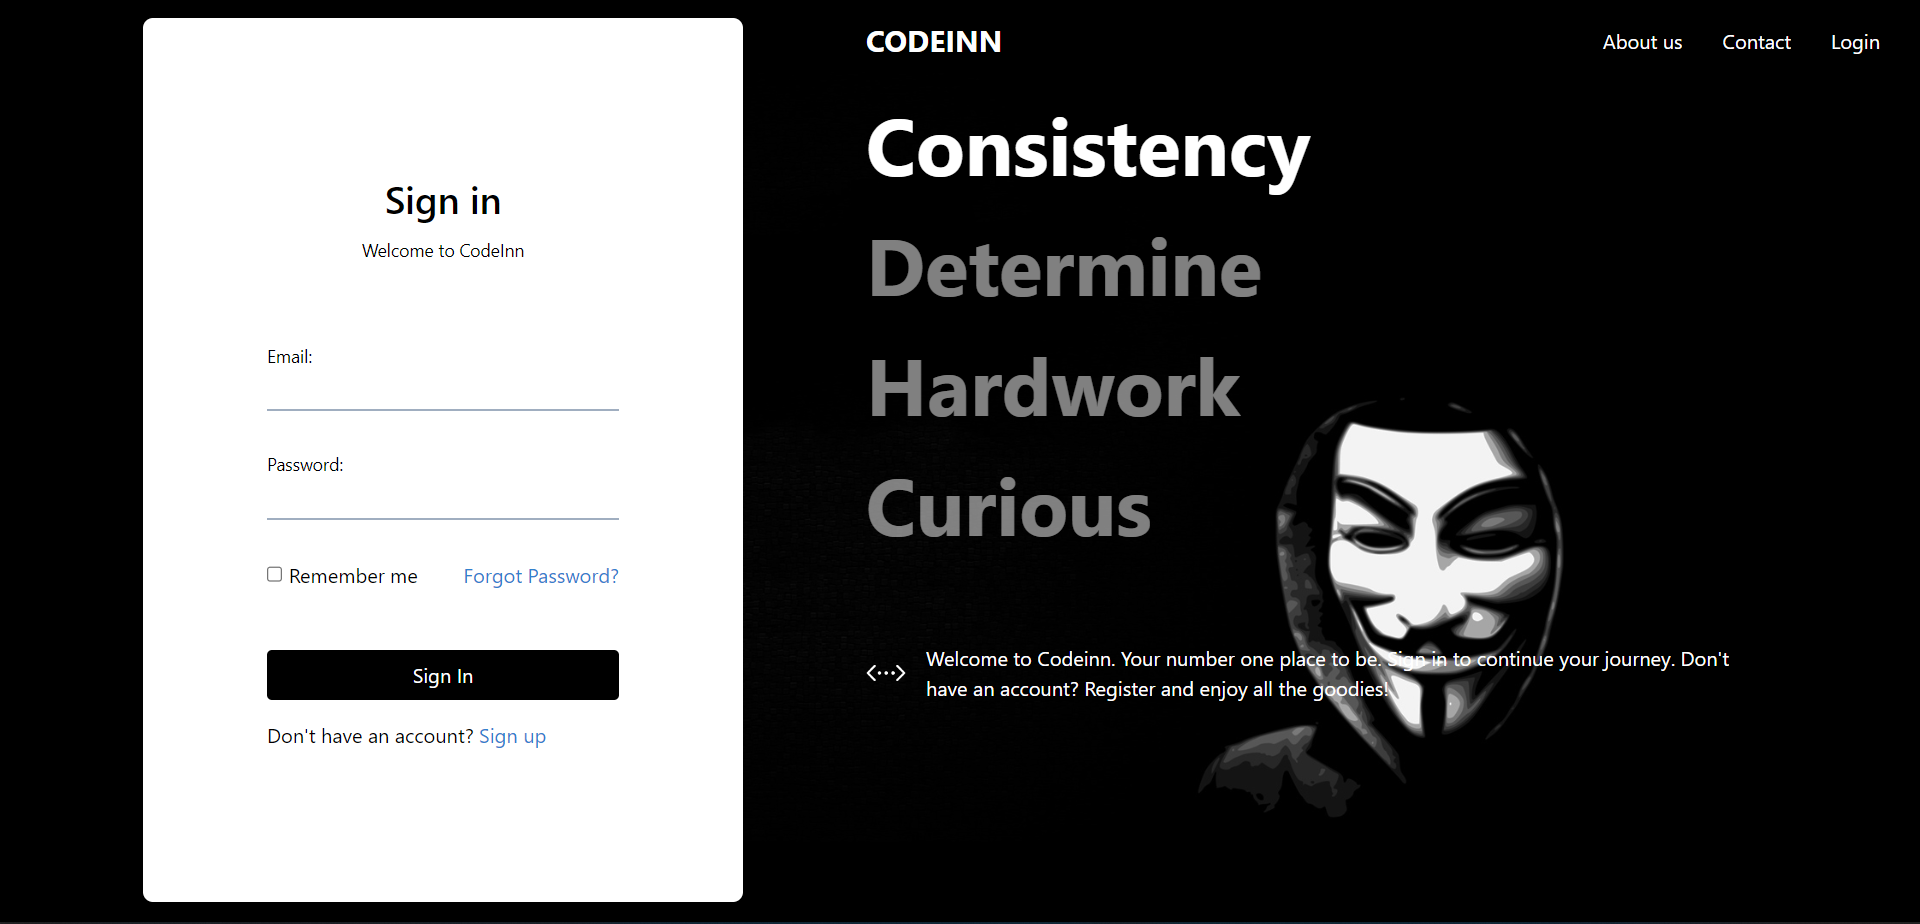 Sign in
Welcome to CodeInn
Email:
Password:
Remember me
Forgot Password?
Sign In
Don't have an account? Sign up
CODEINN
About us
Contact
Login
Consistency
Determine
Hardwork
Curious
Welcome to Codeinn. Your number one place to be. Sign in to continue your journey. Don't
have an account? Register and enjoy all the goodies!